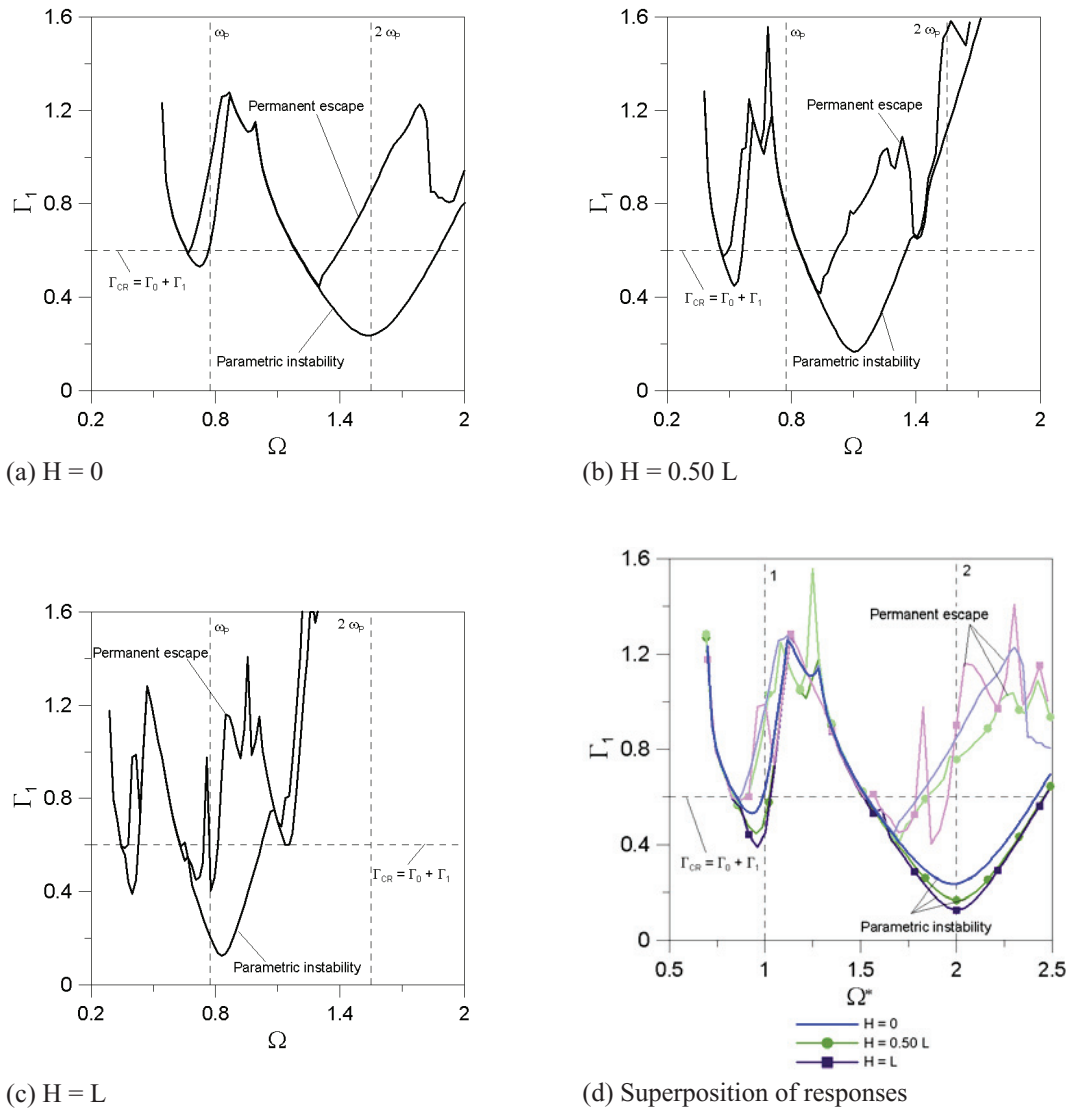 1.6
1.2
0.8
0.4
0
Γ₁
ωₚ
2 ωₚ
Permanent escape
Γ_CR = Γ₀ + Γ₁
Parametric instability
0.2
0.8
1.4
2
Ω
(a) H = 0
1.6
1.2
0.8
0.4
0
Γ₁
ωₚ
2 ωₚ
Permanent escape
Γ_CR = Γ₀ + Γ₁
Parametric instability
0.2
0.8
1.4
2
Ω
(b) H = 0.50 L
1.6
1.2
0.8
0.4
0
Γ₁
ωₚ
2 ωₚ
Permanent escape
Γ_CR = Γ₀ + Γ₁
Parametric instability
0.2
0.8
1.4
2
Ω
(c) H = L
1.6
1.2
0.8
0.4
0
Γ₁
1
2
Permanent escape
Γ_CR = Γ₀ + Γ₁
Parametric instability
0.5
1
1.5
2
2.5
Ω*
H = 0
H = 0.50 L
H = L
(d) Superposition of responses